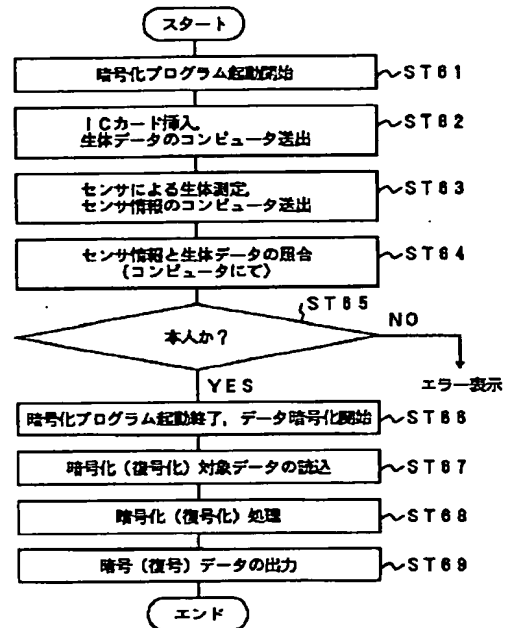 スタート
暗号化プログラム起動開始
ST61
ICカード挿入,
生体データのコンピュータ送出
ST62
センサによる生体測定,
センサ情報のコンピュータ送出
ST63
センサ情報と生体データの照合
(コンピュータにて)
ST64
ST65
本人か?
NO
YES
エラー表示
暗号化プログラム起動終了,データ暗号化開始
ST66
暗号化(復号化)対象データの読込
ST67
暗号化(復号化)処理
ST68
暗号(復号)データの出力
ST69
エンド